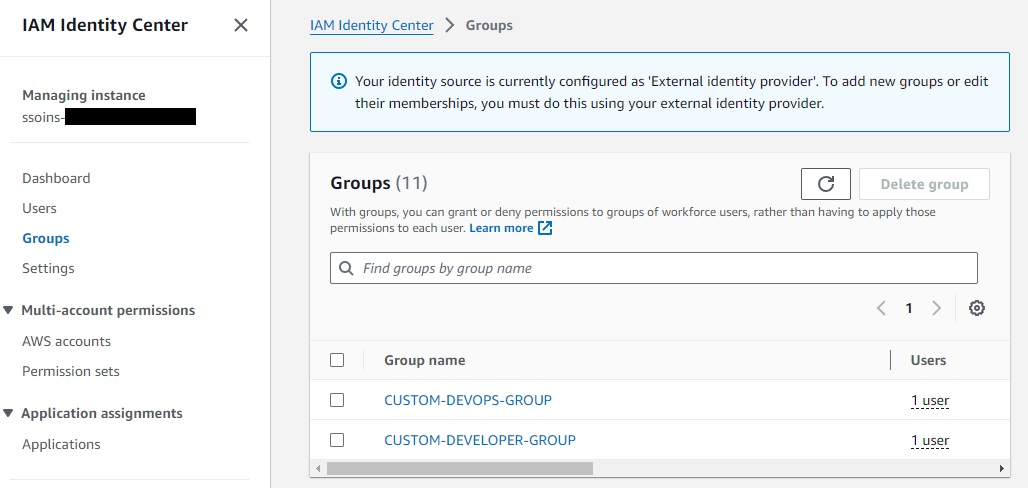 IAM Identity Center
Managing instance
ssoins-
Dashboard
Users
Groups
Settings
Multi-account permissions
AWS accounts
Permission sets
Application assignments
Applications
IAM Identity Center > Groups
Your identity source is currently configured as 'External identity provider'. To add new groups or edit
their memberships, you must do this using your external identity provider.
Groups (11)
Delete group
With groups, you can grant or deny permissions to groups of workforce users, rather than having to apply those
permissions to each user. Learn more
Find groups by group name
1
Group name Users
CUSTOM-DEVOPS-GROUP 1 user
CUSTOM-DEVELOPER-GROUP 1 user